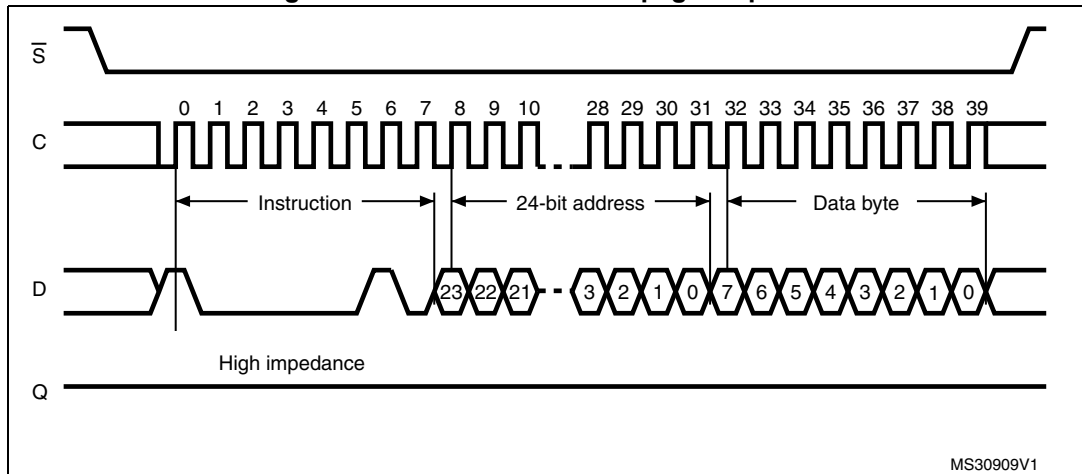 S̅
0 1 2 3 4 5 6 7 8 9 10 28 29 30 31 32 33 34 35 36 37 38 39
C
Instruction 24-bit address Data byte
D 23 22 21 3 2 1 0 7 6 5 4 3 2 1 0
High impedance
Q
MS30909V1